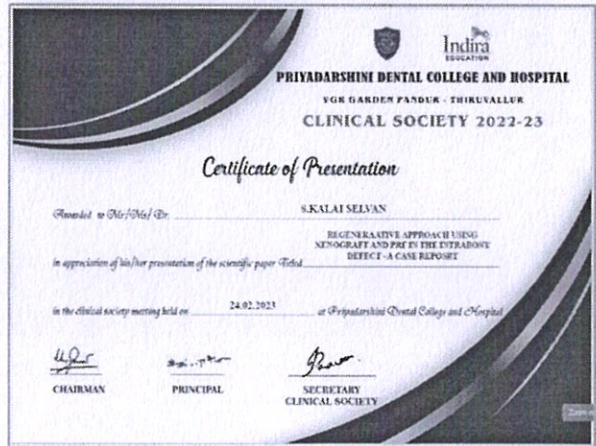 Indira
EDUCATION
PRIYADARSHINI DENTAL COLLEGE AND HOSPITAL
VGR GARDEN PANDUR - THIRUVALLUR
CLINICAL SOCIETY 2022-23
Certificate of Presentation
Awarded to Mr/Ms/ Dr. S.KALAI SELVAN
REGENERAATIVE APPROACH USING
XENOGRAFT AND PRF IN THE INTRABONY
in appreciation of his/her presentation of the scientific paper Titled DEFECT -A CASE REPOSRT
in the clinical society meeting held on 24.02.2023 at Priyadarshini Dental College and Hospital
CHAIRMAN PRINCIPAL SECRETARY
CLINICAL SOCIETY